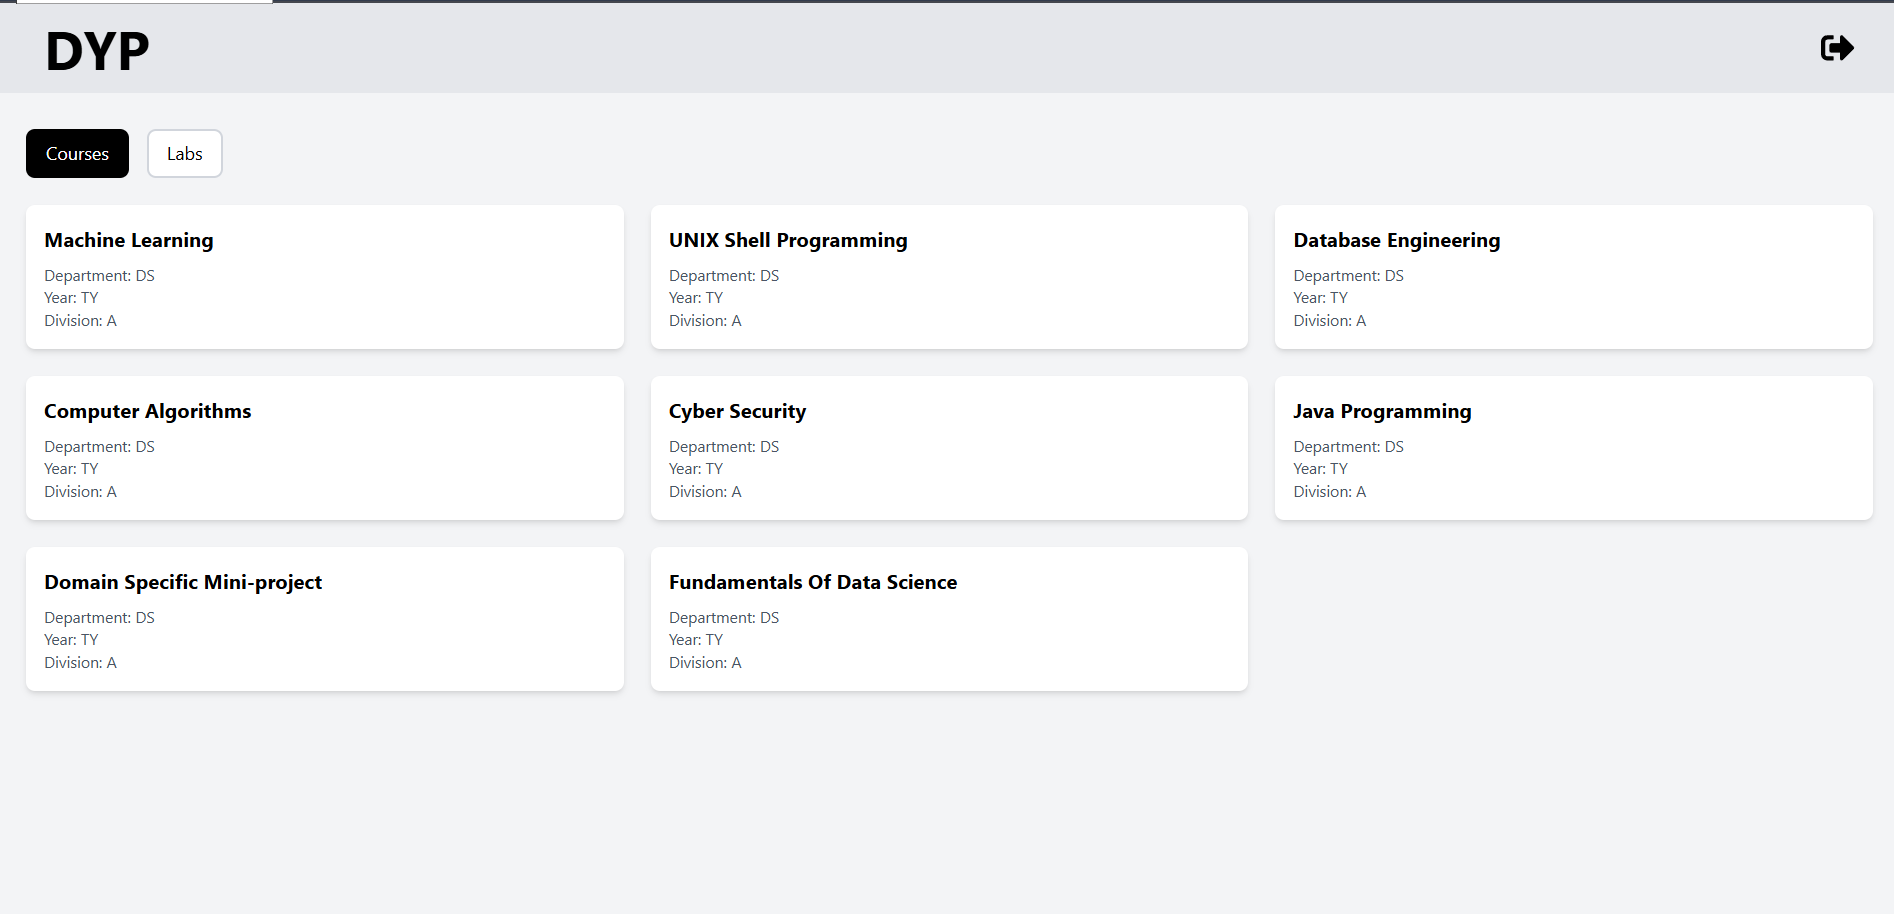 DYP
Courses
Labs
Machine Learning
Department: DS
Year: TY
Division: A
UNIX Shell Programming
Department: DS
Year: TY
Division: A
Database Engineering
Department: DS
Year: TY
Division: A
Computer Algorithms
Department: DS
Year: TY
Division: A
Cyber Security
Department: DS
Year: TY
Division: A
Java Programming
Department: DS
Year: TY
Division: A
Domain Specific Mini-project
Department: DS
Year: TY
Division: A
Fundamentals Of Data Science
Department: DS
Year: TY
Division: A